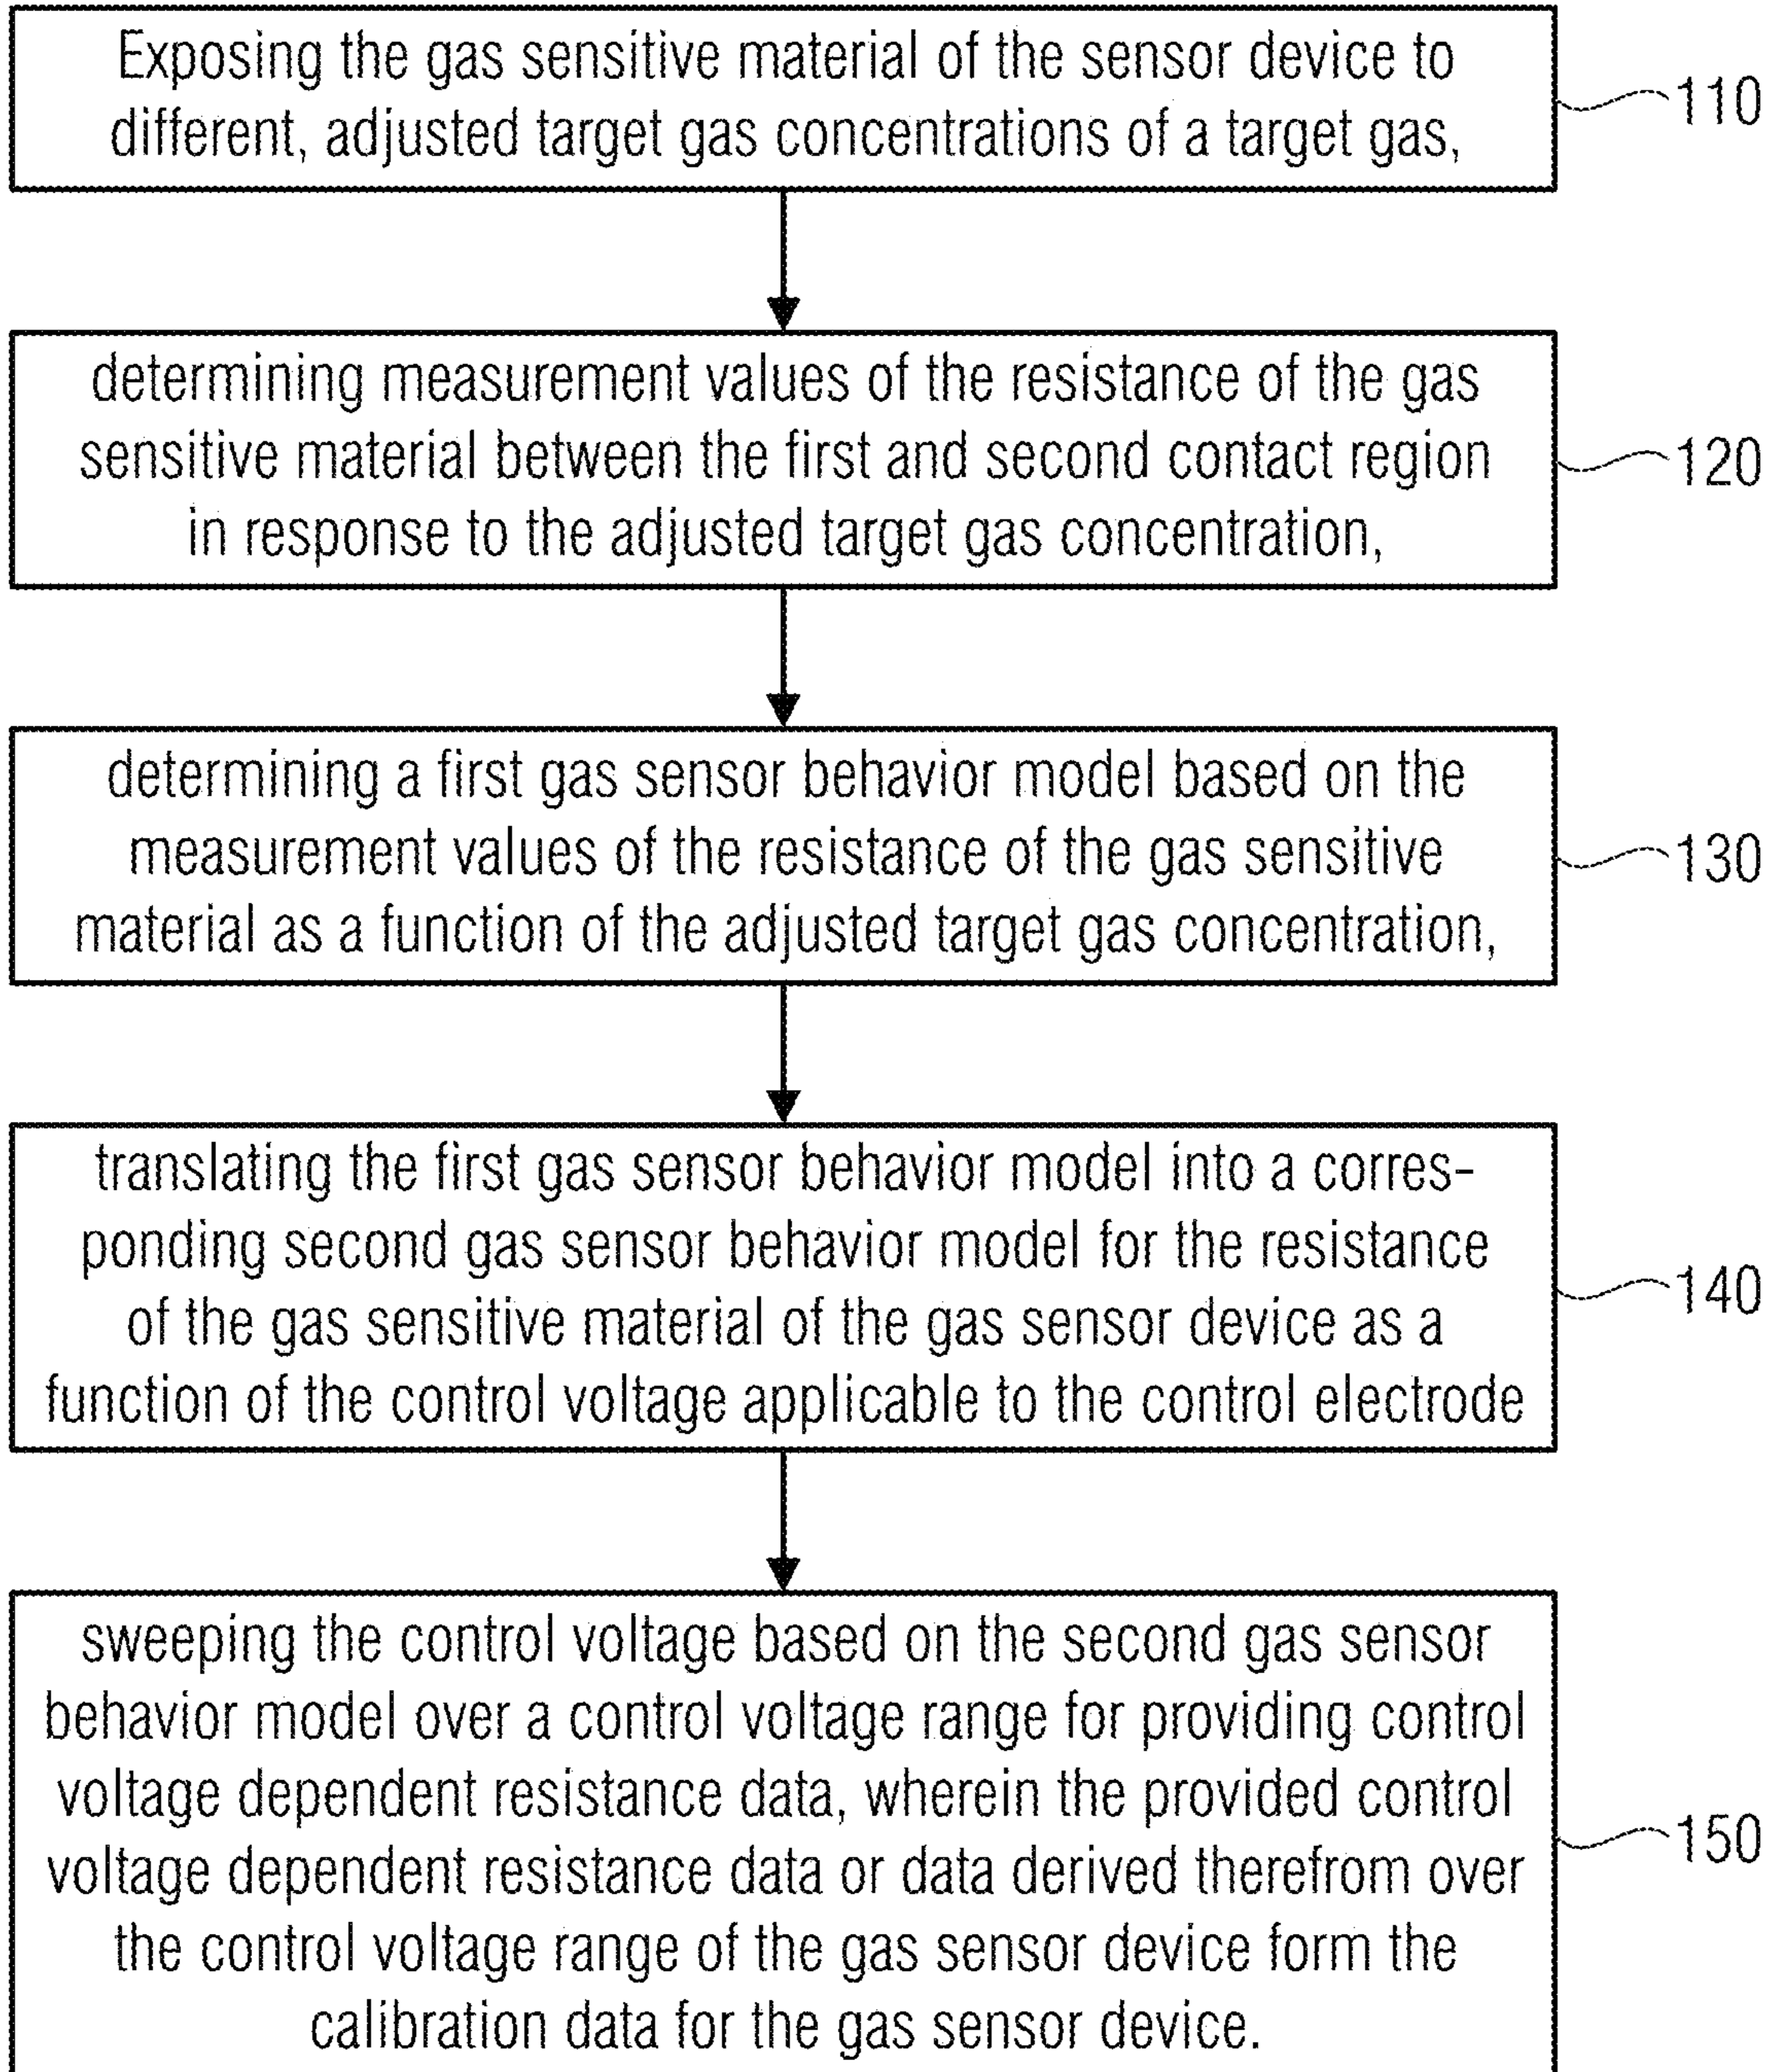 Exposing the gas sensitive material of the sensor device to
different, adjusted target gas concentrations of a target gas,
110
determining measurement values of the resistance of the gas
sensitive material between the first and second contact region
in response to the adjusted target gas concentration,
120
determining a first gas sensor behavior model based on the
measurement values of the resistance of the gas sensitive
material as a function of the adjusted target gas concentration,
130
translating the first gas sensor behavior model into a corres-
ponding second gas sensor behavior model for the resistance
of the gas sensitive material of the gas sensor device as a
function of the control voltage applicable to the control electrode
140
sweeping the control voltage based on the second gas sensor
behavior model over a control voltage range for providing control
voltage dependent resistance data, wherein the provided control
voltage dependent resistance data or data derived therefrom over
the control voltage range of the gas sensor device form the
calibration data for the gas sensor device.
150